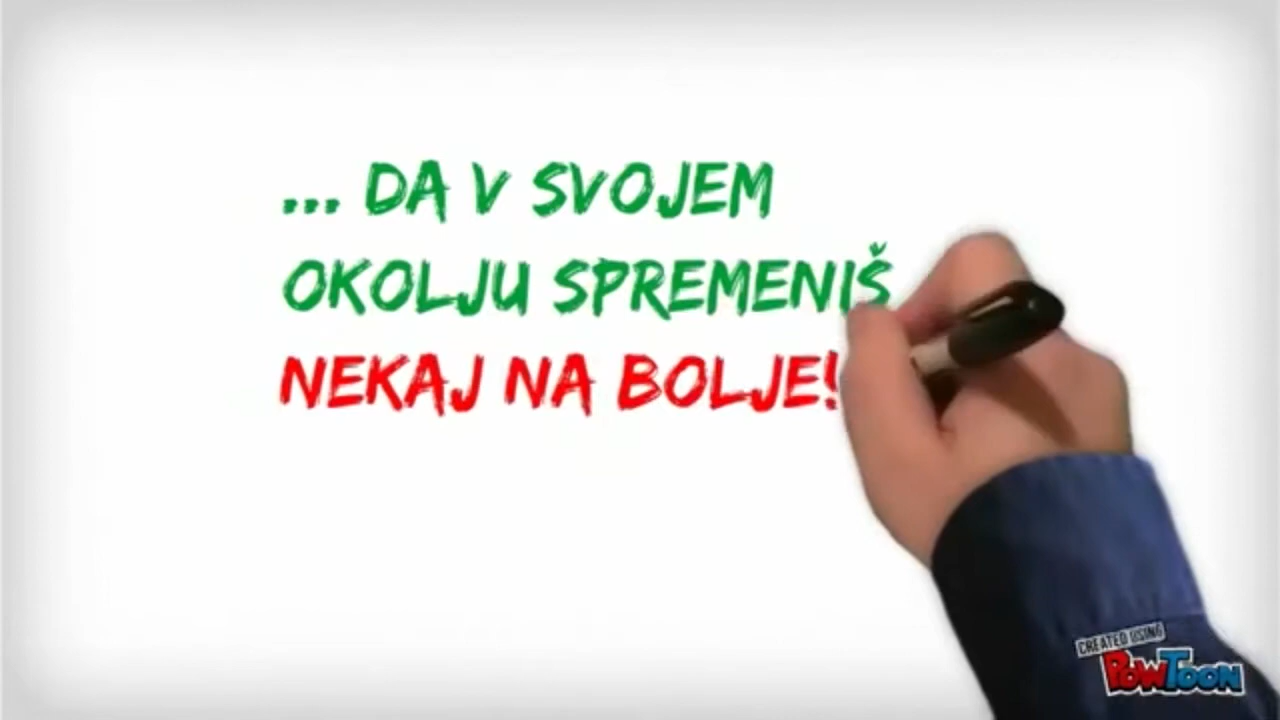 ... DA V SVOJEM
OKOLJU SPREMENIŠ
NEKAJ NA BOLJE!
CREATED USING
POWTOON